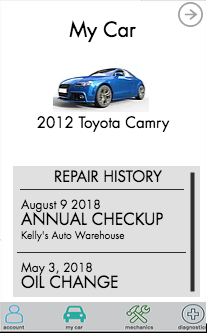 My Car
2012 Toyota Camry
REPAIR HISTORY
August 9 2018
ANNUAL CHECKUP
Kelly's Auto Warehouse
May 3, 2018
OIL CHANGE
account
my car
mechanics
diagnostic